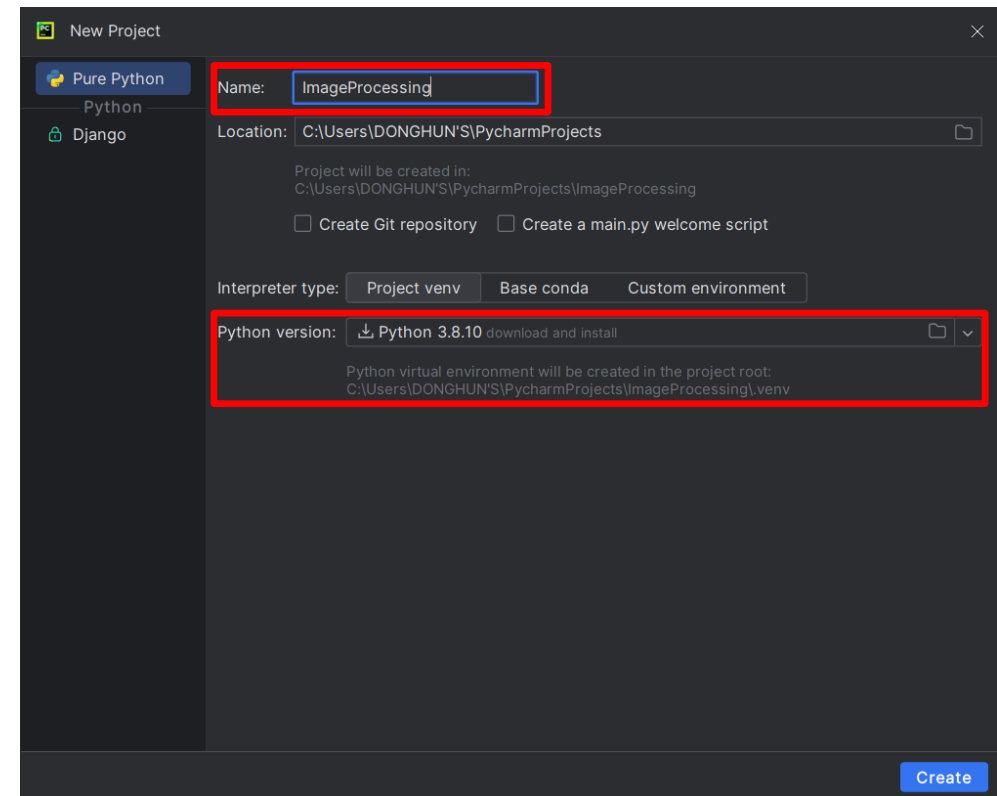 New Project
Pure Python
Python
Django
Name: ImageProcessing
Location: C:\Users\DONGHUN'S\PycharmProjects
Project will be created in:
C:\Users\DONGHUN'S\PycharmProjects\ImageProcessing
Create Git repository Create a main.py welcome script
Interpreter type: Project venv Base conda Custom environment
Python version: Python 3.8.10 download and install
Python virtual environment will be created in the project root:
C:\Users\DONGHUN'S\PycharmProjects\ImageProcessing\.venv
Create